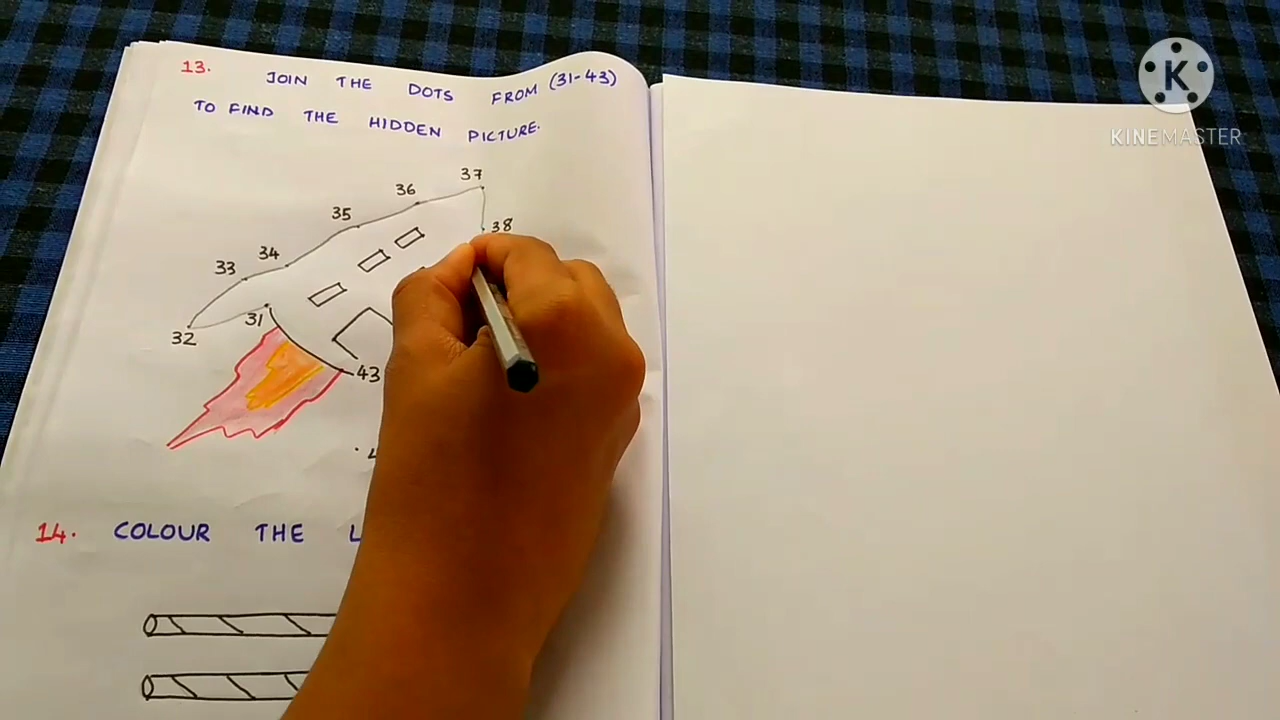 13. JOIN THE DOTS FROM (31-43)
TO FIND THE HIDDEN PICTURE.
37
36
35
38
34
33
31
32
43
14. COLOUR THE
K
KINEMASTER